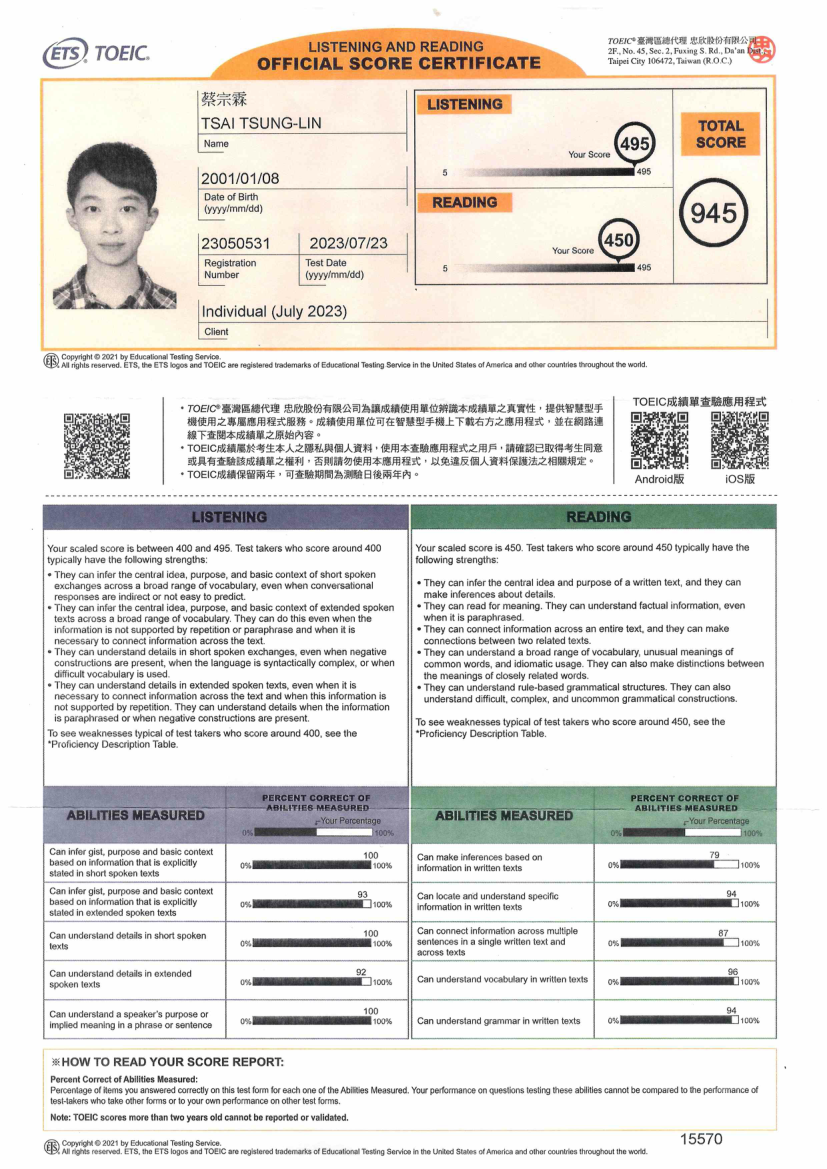 ETS® TOEIC®
LISTENING AND READING
OFFICIAL SCORE CERTIFICATE
TOEIC® 臺灣區總代理 忠欣股份有限公司
2F., No. 45, Sec. 2, Fuxing S. Rd., Da'an Dist.,
Taipei City 106472, Taiwan (R.O.C.)
蔡宗霖
TSAI TSUNG-LIN
Name
2001/01/08
Date of Birth
(yyyy/mm/dd)
23050531
Registration
Number
2023/07/23
Test Date
(yyyy/mm/dd)
Individual (July 2023)
Client
LISTENING
Your Score
495
5
495
READING
Your Score
450
5
495
TOTAL
SCORE
945
Copyright © 2021 by Educational Testing Service.
All rights reserved. ETS, the ETS logos and TOEIC are registered trademarks of Educational Testing Service in the United States of America and other countries throughout the world.
• TOEIC® 臺灣區總代理 忠欣股份有限公司為讓成績使用單位辨識本成績單之真實性，提供智慧型手
機使用之專屬應用程式服務。成績使用單位可在智慧型手機上下載右方之應用程式，並在網路連
線下查閱本成績單之原始內容。
• TOEIC成績屬於考生本人之隱私與個人資料，使用本查驗應用程式之用戶，請確認已取得考生同意
或具有查驗該成績單之權利，否則請勿使用本應用程式，以免違反個人資料保護法之相關規定。
• TOEIC成績保留兩年，可查驗期間為測驗日後兩年內。
TOEIC成績單查驗應用程式
Android版
iOS版
LISTENING
Your scaled score is between 400 and 495. Test takers who score around 400
typically have the following strengths:
• They can infer the central idea, purpose, and basic context of short spoken
exchanges across a broad range of vocabulary, even when conversational
responses are indirect or not easy to predict.
• They can infer the central idea, purpose, and basic context of extended spoken
texts across a broad range of vocabulary. They can do this even when the
information is not supported by repetition or paraphrase and when it is
necessary to connect information across the text.
• They can understand details in short spoken exchanges, even when negative
constructions are present, when the language is syntactically complex, or when
difficult vocabulary is used.
• They can understand details in extended spoken texts, even when it is
necessary to connect information across the text and when this information is
not supported by repetition. They can understand details when the information
is paraphrased or when negative constructions are present.
To see weaknesses typical of test takers who score around 400, see the
*Proficiency Description Table.
READING
Your scaled score is 450. Test takers who score around 450 typically have the
following strengths:
• They can infer the central idea and purpose of a written text, and they can
make inferences about details.
• They can read for meaning. They can understand factual information, even
when it is paraphrased.
• They can connect information across an entire text, and they can make
connections between two related texts.
• They can understand a broad range of vocabulary, unusual meanings of
common words, and idiomatic usage. They can also make distinctions between
the meanings of closely related words.
• They can understand rule-based grammatical structures. They can also
understand difficult, complex, and uncommon grammatical constructions.
To see weaknesses typical of test takers who score around 450, see the
*Proficiency Description Table.
ABILITIES MEASURED
PERCENT CORRECT OF
ABILITIES MEASURED
Your Percentage
0% 100%
Can infer gist, purpose and basic context
based on information that is explicitly
stated in short spoken texts
100
0% 100%
Can infer gist, purpose and basic context
based on information that is explicitly
stated in extended spoken texts
93
0% 100%
Can understand details in short spoken
texts
100
0% 100%
Can understand details in extended
spoken texts
92
0% 100%
Can understand a speaker's purpose or
implied meaning in a phrase or sentence
100
0% 100%
ABILITIES MEASURED
PERCENT CORRECT OF
ABILITIES MEASURED
Your Percentage
0% 100%
Can make inferences based on
information in written texts
79
0% 100%
Can locate and understand specific
information in written texts
94
0% 100%
Can connect information across multiple
sentences in a single written text and
across texts
87
0% 100%
Can understand vocabulary in written texts
96
0% 100%
Can understand grammar in written texts
94
0% 100%
※HOW TO READ YOUR SCORE REPORT:
Percent Correct of Abilities Measured:
Percentage of items you answered correctly on this test form for each one of the Abilities Measured. Your performance on questions testing these abilities cannot be compared to the performance of
test-takers who take other forms or to your own performance on other test forms.
Note: TOEIC scores more than two years old cannot be reported or validated.
15570
Copyright © 2021 by Educational Testing Service.
All rights reserved. ETS, the ETS logos and TOEIC are registered trademarks of Educational Testing Service in the United States of America and other countries throughout the world.